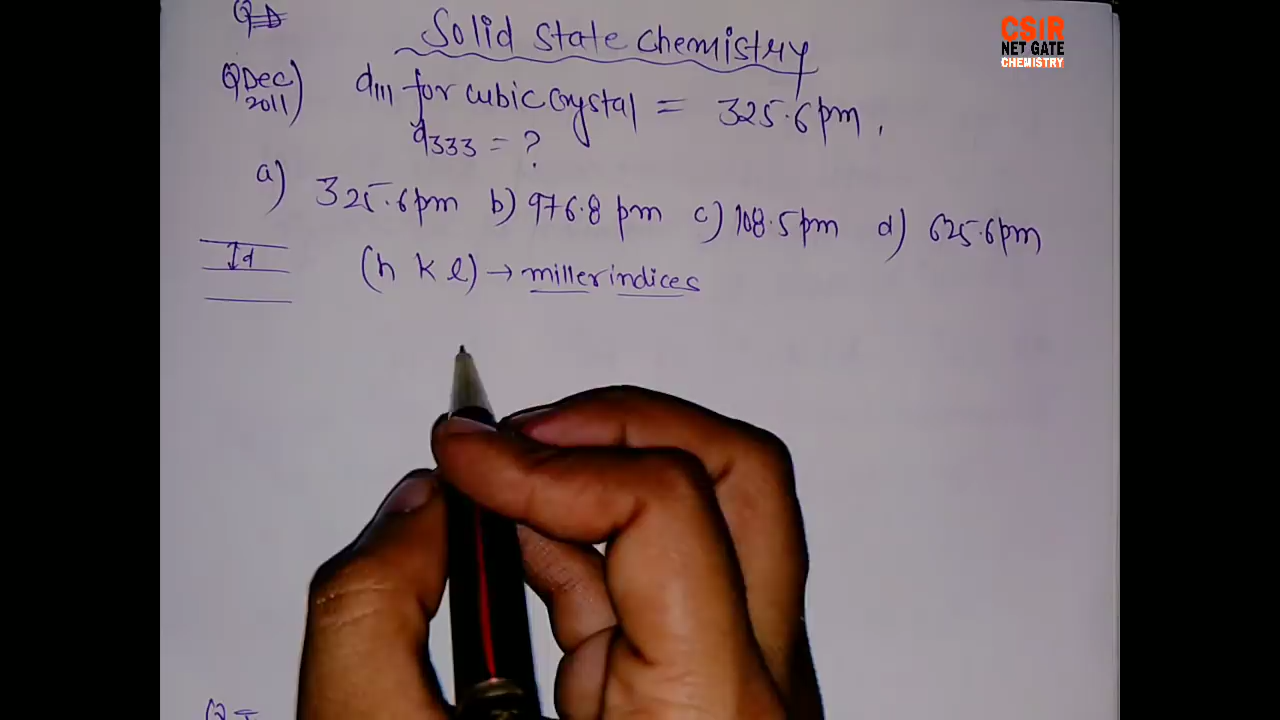 Solid State Chemistry
CSiR
NET GATE
CHEMISTRY
Q Dec 2011) d111 for cubic crystal = 325.6 pm.
d333 = ?
a) 325.6 pm b) 976.8 pm c) 108.5 pm d) 625.6 pm
d (h k l) → miller indices